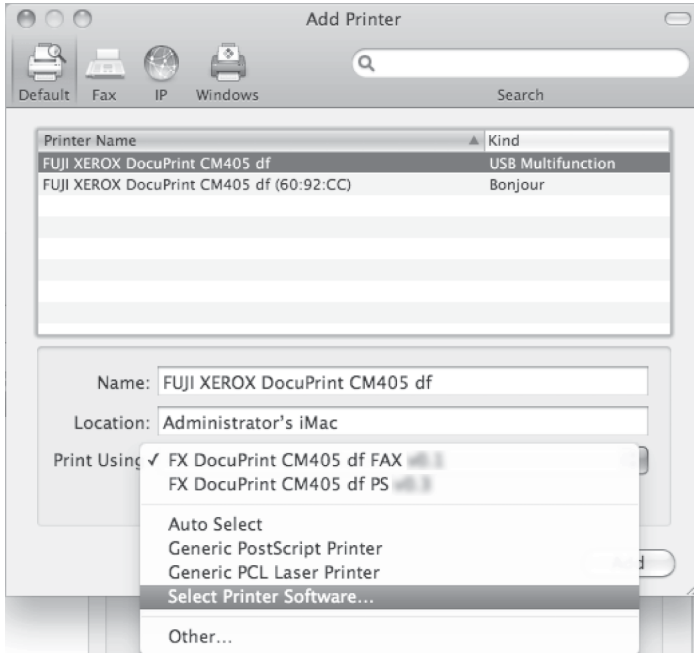 Add Printer
Default Fax IP Windows Search
Printer Name Kind
FUJI XEROX DocuPrint CM405 df USB Multifunction
FUJI XEROX DocuPrint CM405 df (60:92:CC) Bonjour
Name: FUJI XEROX DocuPrint CM405 df
Location: Administrator's iMac
Print Using ✓ FX DocuPrint CM405 df FAX
FX DocuPrint CM405 df PS
Auto Select
Generic PostScript Printer
Generic PCL Laser Printer
Select Printer Software...
Other...